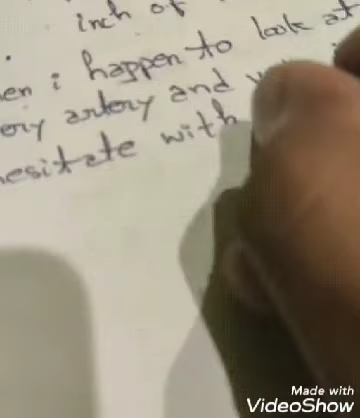 inch of
en i happen to look at
ery artery and
esitate with
Made with
VideoShow